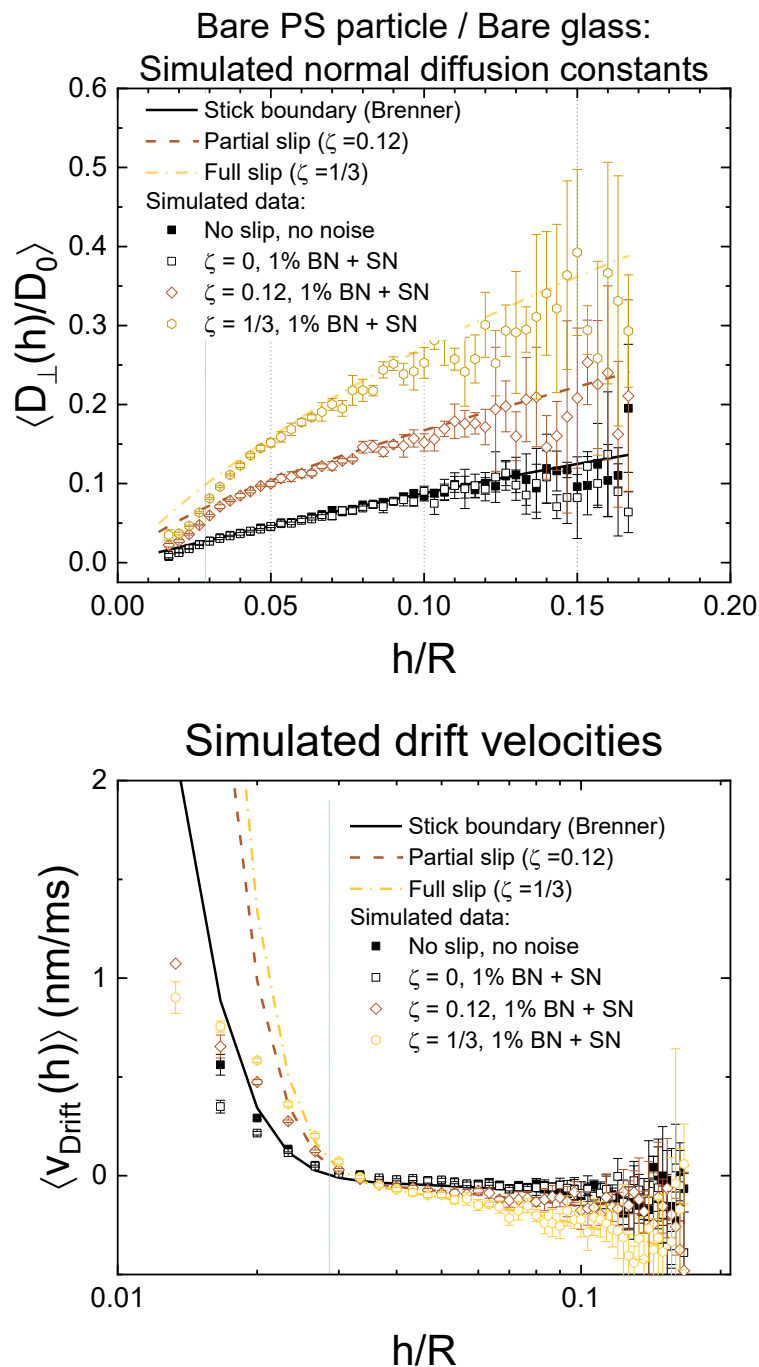 Bare PS particle / Bare glass:
Simulated normal diffusion constants
0.6
0.5
0.4
0.3
0.2
0.1
0.0
⟨D⊥(h)/D₀⟩
Stick boundary (Brenner)
Partial slip (ζ =0.12)
Full slip (ζ =1/3)
Simulated data:
No slip, no noise
ζ = 0, 1% BN + SN
ζ = 0.12, 1% BN + SN
ζ = 1/3, 1% BN + SN
0.00 0.05 0.10 0.15 0.20
h/R
Simulated drift velocities
2
1
0
⟨v_Drift(h)⟩ (nm/ms)
Stick boundary (Brenner)
Partial slip (ζ =0.12)
Full slip (ζ =1/3)
Simulated data:
No slip, no noise
ζ = 0, 1% BN + SN
ζ = 0.12, 1% BN + SN
ζ = 1/3, 1% BN + SN
0.01 0.1
h/R